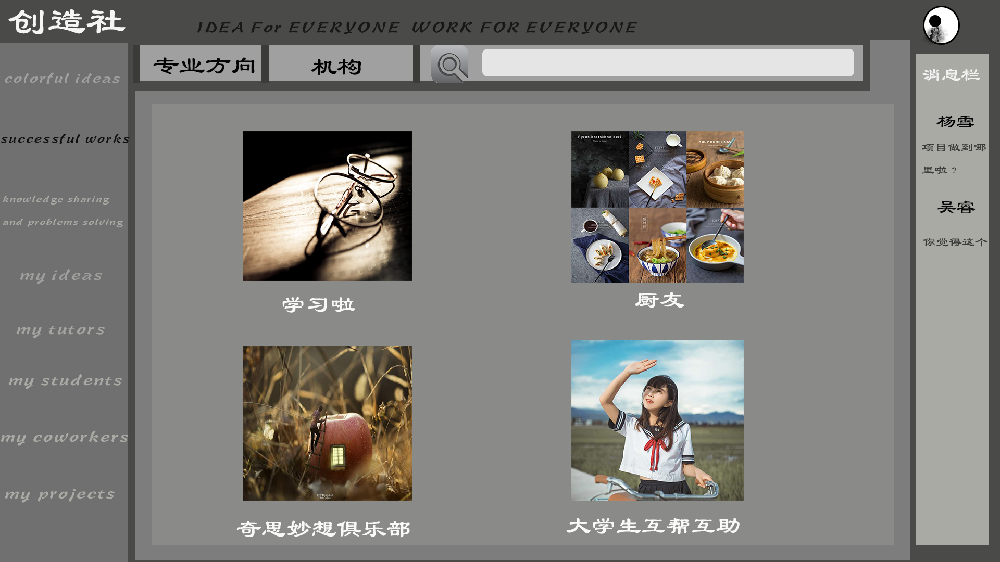 创造社
IDEA For EVERYONE WORK FOR EVERYONE
专业方向
机构
colorful ideas
successful works
knowledge sharing
and problems solving
my ideas
my tutors
my students
my coworkers
my projects
Pyrus bretschneideri
SOUP DUMPLINGS
酸辣粉
学习啦
厨友
奇思妙想俱乐部
大学生互帮互助
消息栏
杨雪
项目做到哪
里啦？
吴睿
你觉得这个